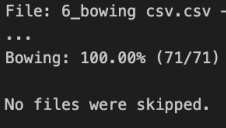 File: 6_bowing csv.csv -
...
Bowing: 100.00% (71/71)
No files were skipped.